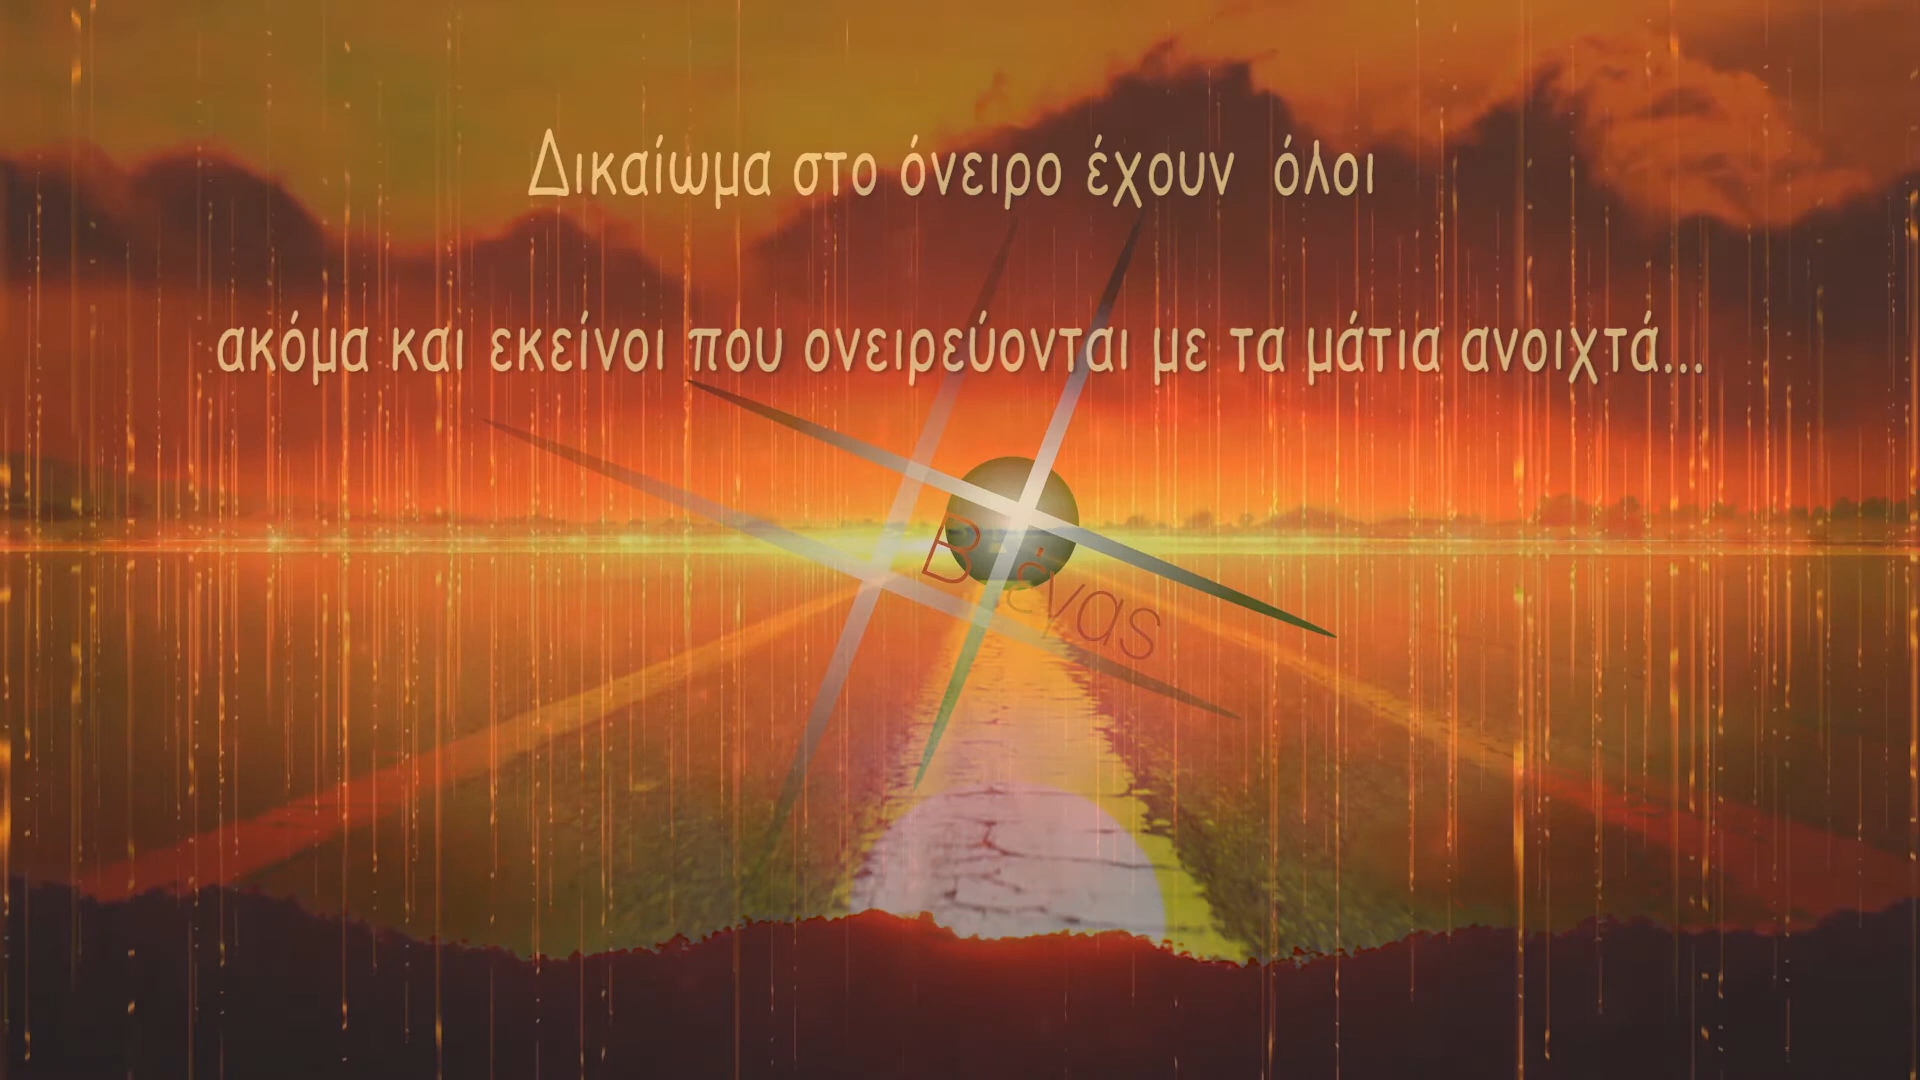 Δικαίωμα στο όνειρο έχουν όλοι
ακόμα και εκείνοι που ονειρεύονται με τα μάτια ανοιχτά...